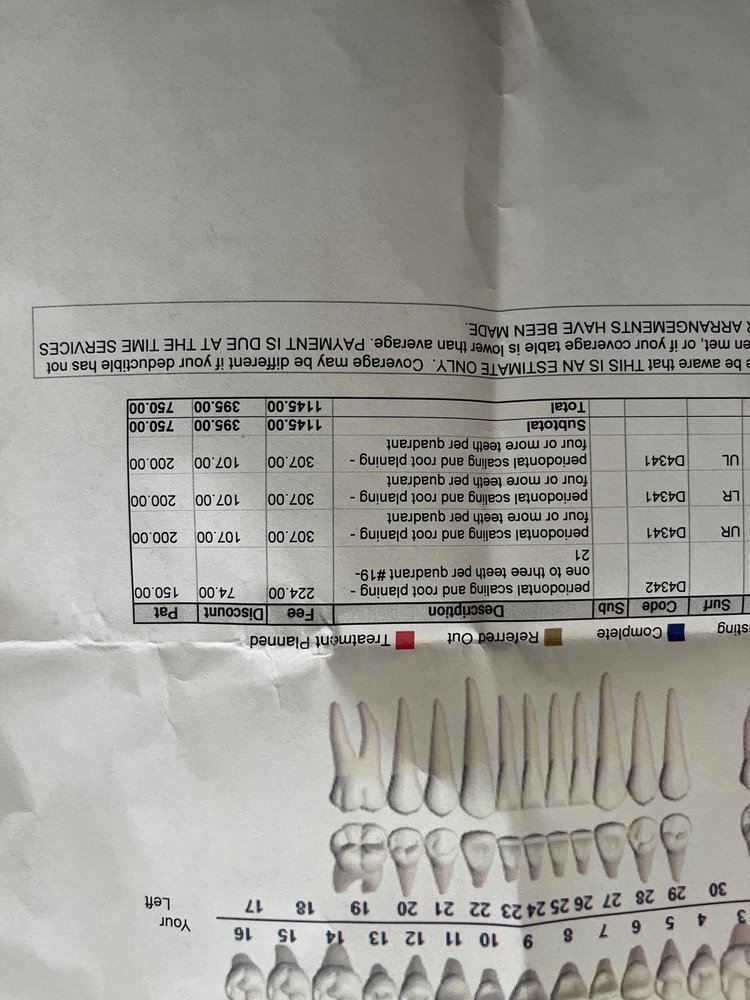 3 4 5 6 7 8 9 10 11 12 13 14 15 16
Your
Left
30 29 28 27 26 25 24 23 22 21 20 19 18 17
sting Complete Referred Out Treatment Planned
Surf Code Sub Description Fee Discount Pat
D4342 periodontal scaling and root planing - 224.00 74.00 150.00
one to three teeth per quadrant #19-
21
UR D4341 periodontal scaling and root planing - 307.00 107.00 200.00
four or more teeth per quadrant
LR D4341 periodontal scaling and root planing - 307.00 107.00 200.00
four or more teeth per quadrant
UL D4341 periodontal scaling and root planing - 307.00 107.00 200.00
four or more teeth per quadrant
Subtotal 1145.00 395.00 750.00
Total 1145.00 395.00 750.00
e be aware that THIS IS AN ESTIMATE ONLY. Coverage may be different if your deductible has not
en met, or if your coverage table is lower than average. PAYMENT IS DUE AT THE TIME SERVICES
R ARRANGEMENTS HAVE BEEN MADE.